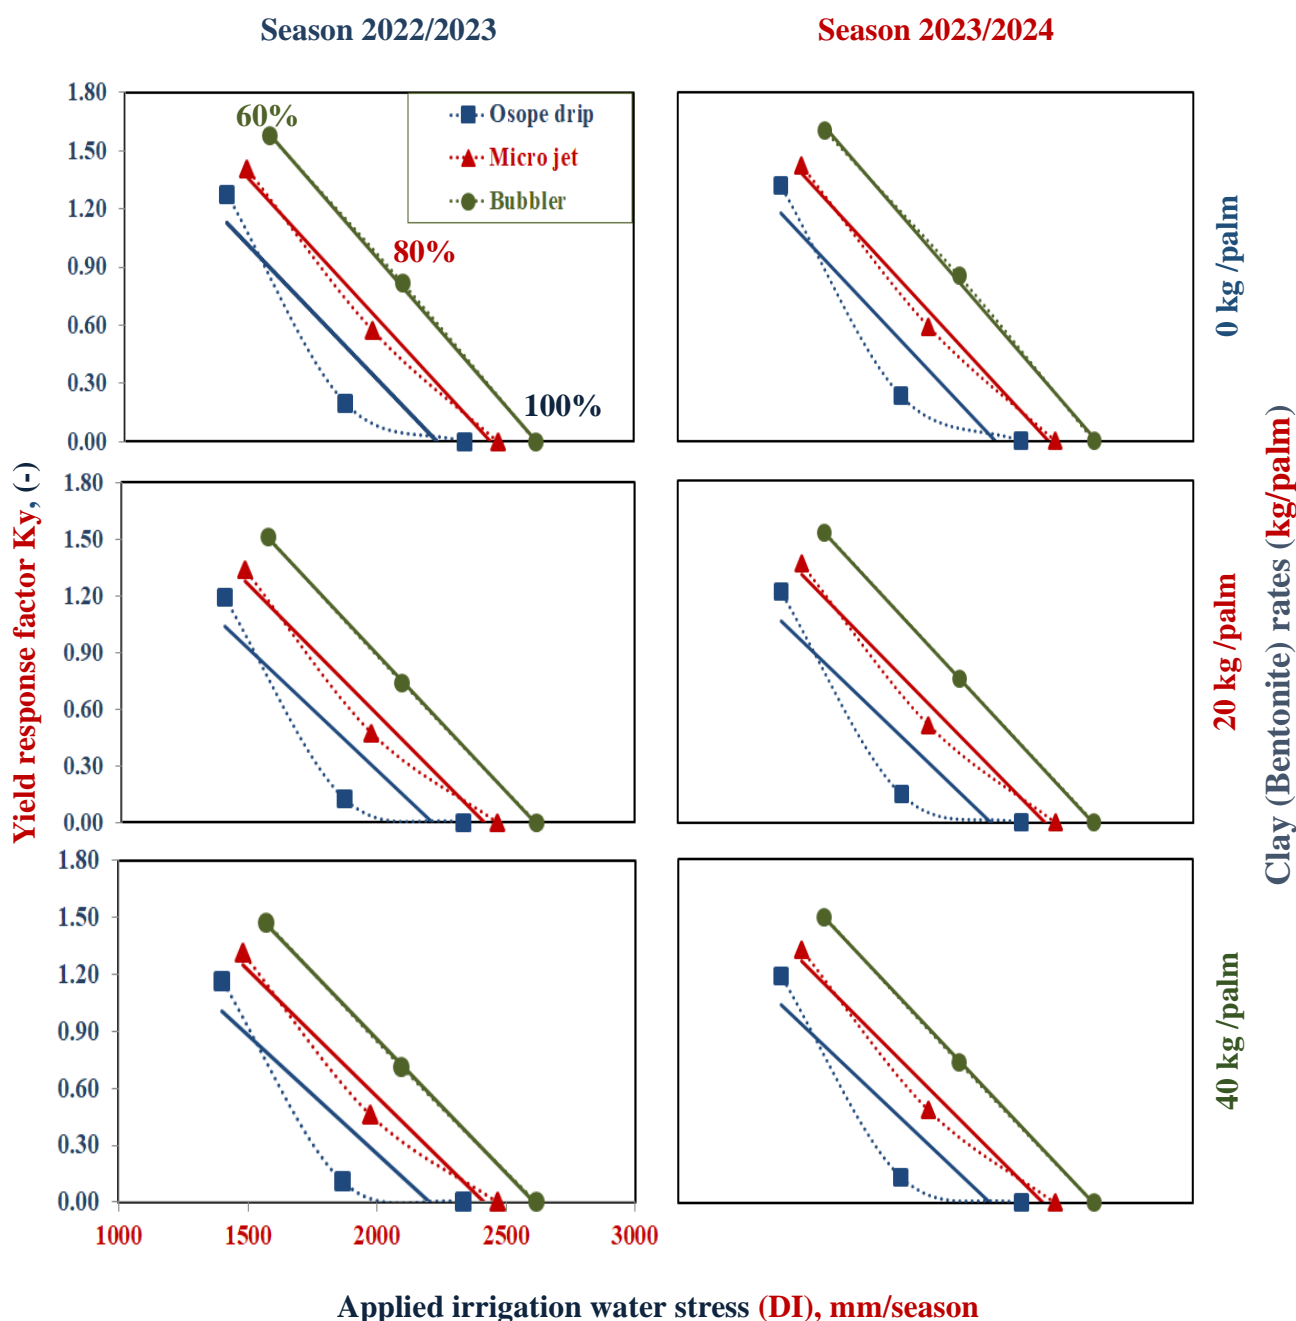 Season 2022/2023
Season 2023/2024
1.80
1.50
1.20
0.90
0.60
0.30
0.00
60%
80%
100%
Osope drip
Micro jet
Bubbler
0 kg /palm
1.80
1.50
1.20
0.90
0.60
0.30
0.00
20 kg /palm
1.80
1.50
1.20
0.90
0.60
0.30
0.00
40 kg /palm
1000 1500 2000 2500 3000
Yield response factor Ky, (-)
Clay (Bentonite) rates (kg/palm)
Applied irrigation water stress (DI), mm/season